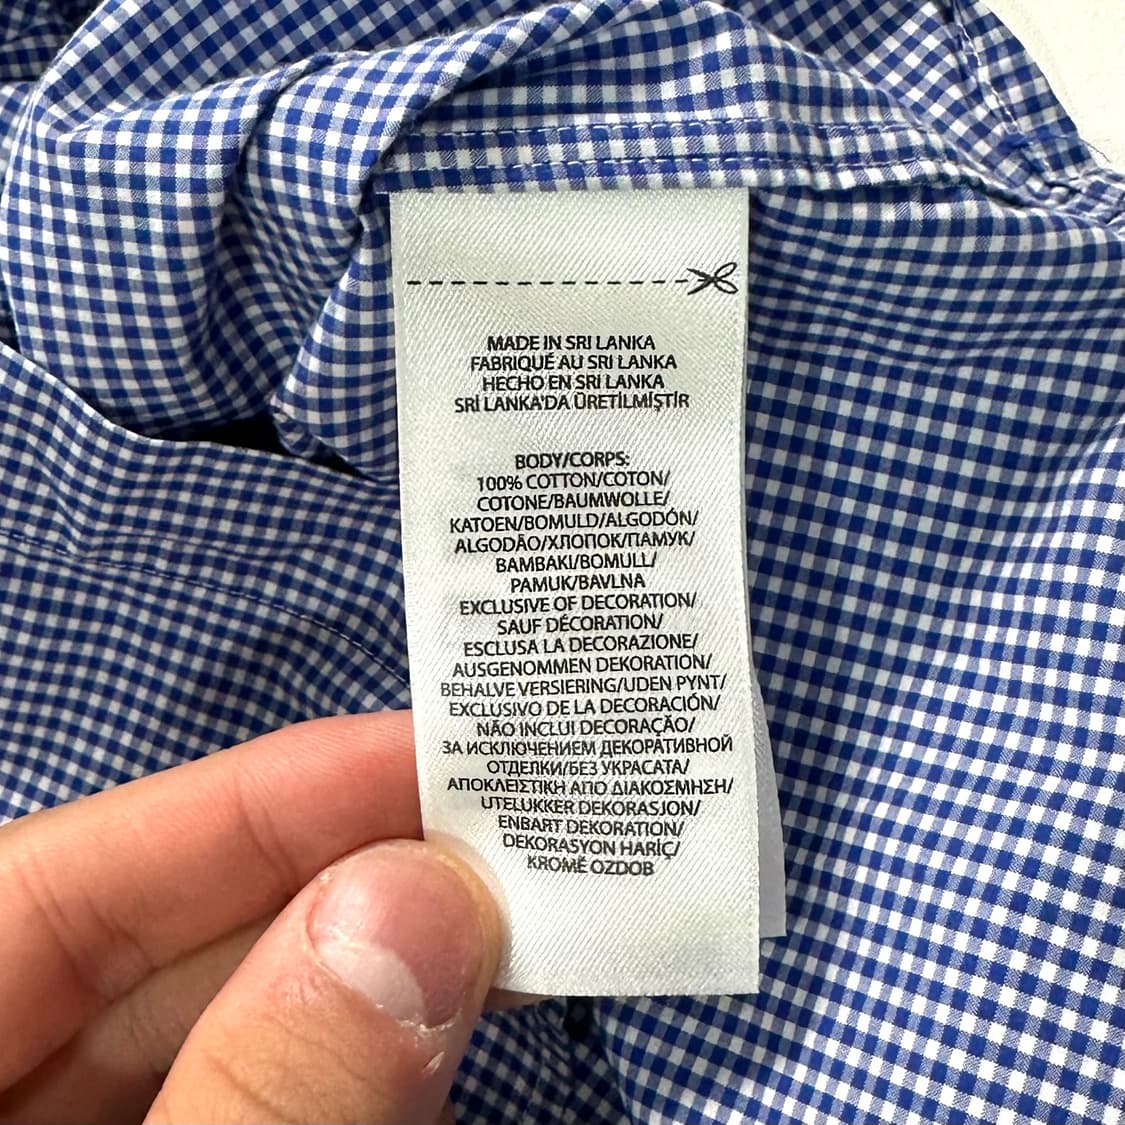 MADE IN SRI LANKA
FABRIQUÉ AU SRI LANKA
HECHO EN SRI LANKA
SRİ LANKA'DA ÜRETİLMİŞTİR
BODY/CORPS:
100% COTTON/COTON/
COTONE/BAUMWOLLE/
KATOEN/BOMULD/ALGODÓN/
ALGODÃO/ХЛОПОК/ПАМУК/
BAMBAKI/BOMULL/
PAMUK/BAVLNA
EXCLUSIVE OF DECORATION/
SAUF DÉCORATION/
ESCLUSA LA DECORAZIONE/
AUSGENOMMEN DEKORATION/
BEHALVE VERSIERING/UDEN PYNT/
EXCLUSIVO DE LA DECORACIÓN/
NÃO INCLUI DECORAÇÃO/
ЗА ИСКЛЮЧЕНИЕМ ДЕКОРАТИВНОЙ
ОТДЕЛКИ/БЕЗ УКРАСАТА/
ΑΠΟΚΛΕΙΣΤΙΚΗ ΑΠΟ ΔΙΑΚΟΣΜΗΣΗ/
UTELUKKER DEKORASJON/
ENBART DEKORATION/
DEKORASYON HARİÇ/
KROMĚ OZDOB